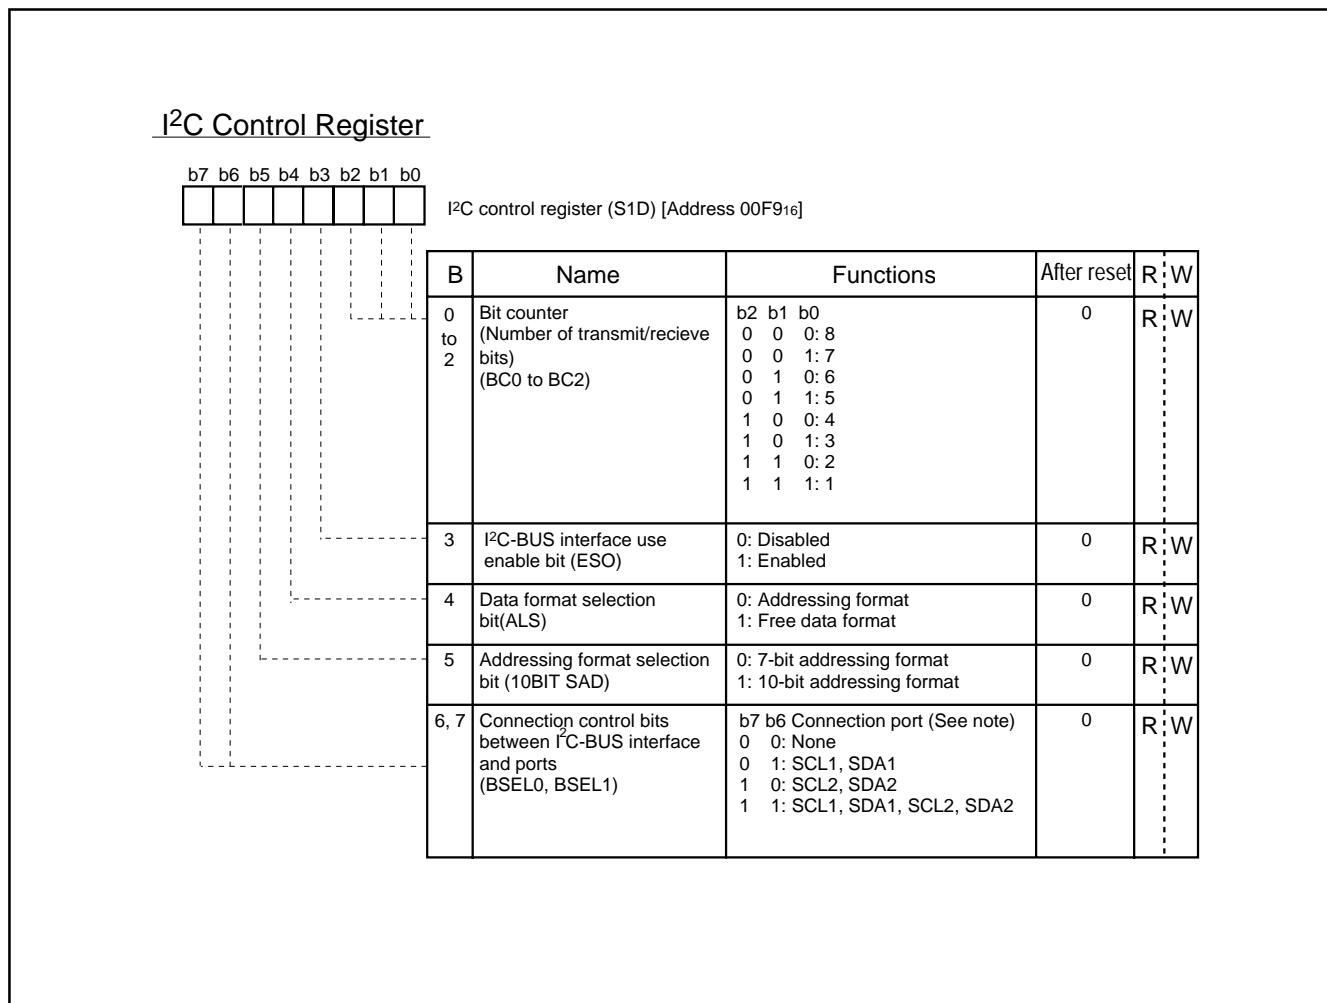 I²C Control Register
b7 b6 b5 b4 b3 b2 b1 b0
I²C control register (S1D) [Address 00F9₁₆]
B Name Functions After reset R W
0 to 2
Bit counter
(Number of transmit/recieve
bits)
(BC0 to BC2)
b2 b1 b0
0 0 0: 8
0 0 1: 7
0 1 0: 6
0 1 1: 5
1 0 0: 4
1 0 1: 3
1 1 0: 2
1 1 1: 1
0 R W
3
I²C-BUS interface use
enable bit (ESO)
0: Disabled
1: Enabled
0 R W
4
Data format selection
bit(ALS)
0: Addressing format
1: Free data format
0 R W
5
Addressing format selection
bit (10BIT SAD)
0: 7-bit addressing format
1: 10-bit addressing format
0 R W
6, 7
Connection control bits
between I²C-BUS interface
and ports
(BSEL0, BSEL1)
b7 b6 Connection port (See note)
0 0: None
0 1: SCL1, SDA1
1 0: SCL2, SDA2
1 1: SCL1, SDA1, SCL2, SDA2
0 R W